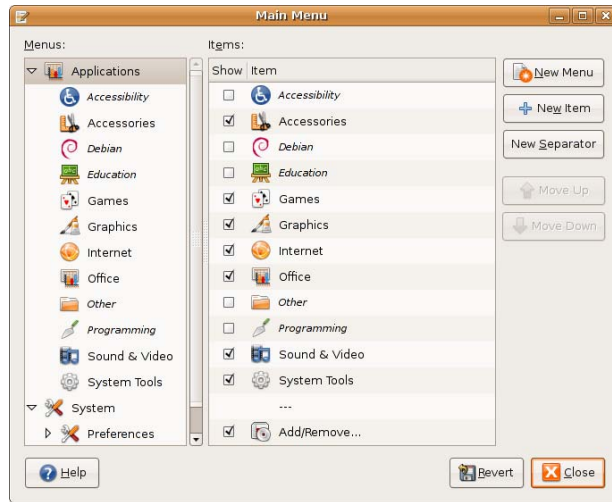 Main Menu
Menus:
Applications
Accessibility
Accessories
Debian
Education
Games
Graphics
Internet
Office
Other
Programming
Sound & Video
System Tools
System
Preferences
Items:
Show Item
Accessibility
Accessories
Debian
Education
Games
Graphics
Internet
Office
Other
Programming
Sound & Video
System Tools
---
Add/Remove...
New Menu
New Item
New Separator
Move Up
Move Down
Help
Revert
Close